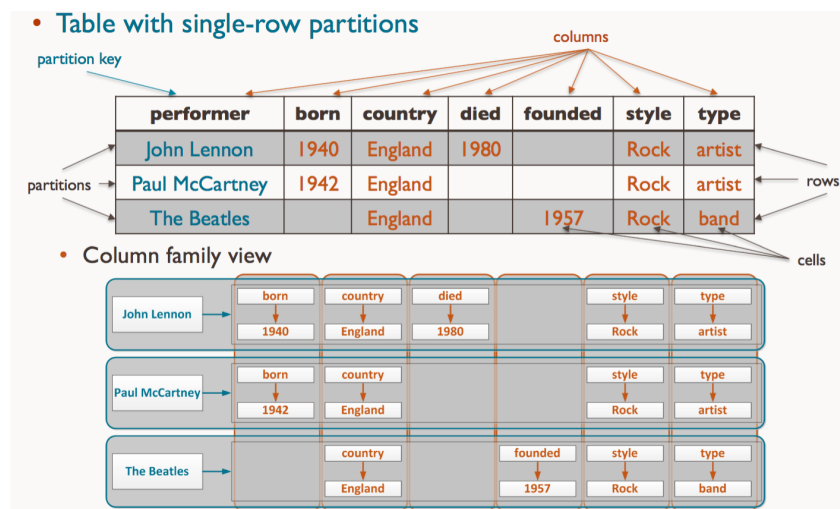 • Table with single-row partitions
columns
partition key
performer born country died founded style type
John Lennon 1940 England 1980 Rock artist
partitions Paul McCartney 1942 England Rock artist rows
The Beatles England 1957 Rock band
cells
• Column family view
born country died style type
John Lennon
1940 England 1980 Rock artist
born country style type
Paul McCartney
1942 England Rock artist
country founded style type
The Beatles
England 1957 Rock band